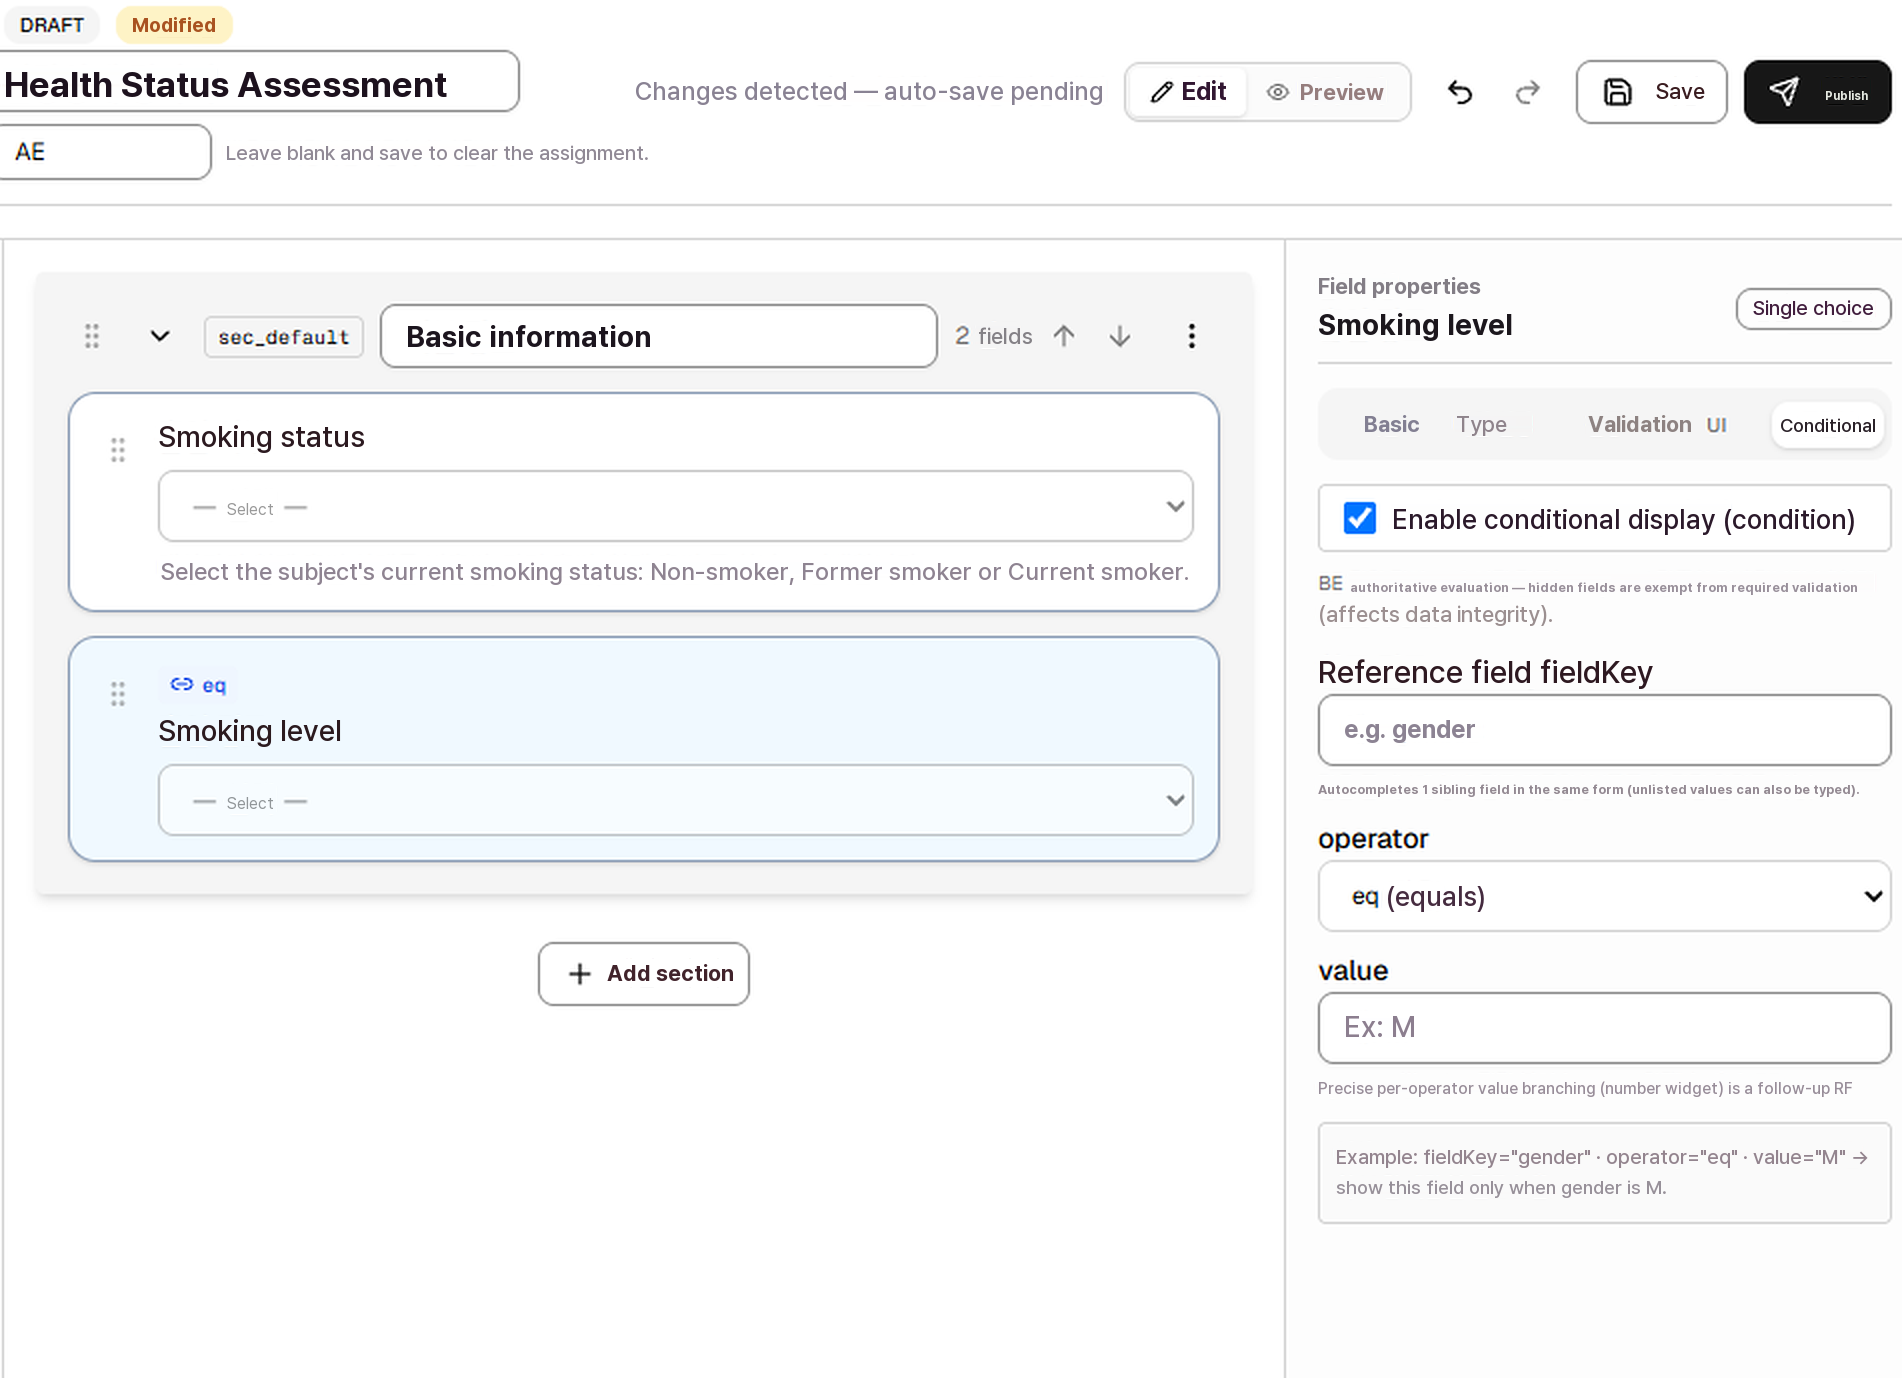 DRAFT Modified
Health Status Assessment
Changes detected — auto-save pending Edit Preview Save Publish
AE Leave blank and save to clear the assignment.
sec_default Basic information 2 fields
Smoking status
— Select —
Select the subject's current smoking status: Non-smoker, Former smoker or Current smoker.
eq
Smoking level
— Select —
Add section
Field properties
Smoking level
Single choice
Basic Type Validation UI Conditional
Enable conditional display (condition)
BE authoritative evaluation — hidden fields are exempt from required validation
(affects data integrity).
Reference field fieldKey
e.g. gender
Autocompletes 1 sibling field in the same form (unlisted values can also be typed).
operator
eq (equals)
value
Ex: M
Precise per-operator value branching (number widget) is a follow-up RF
Example: fieldKey="gender" · operator="eq" · value="M" →
show this field only when gender is M.